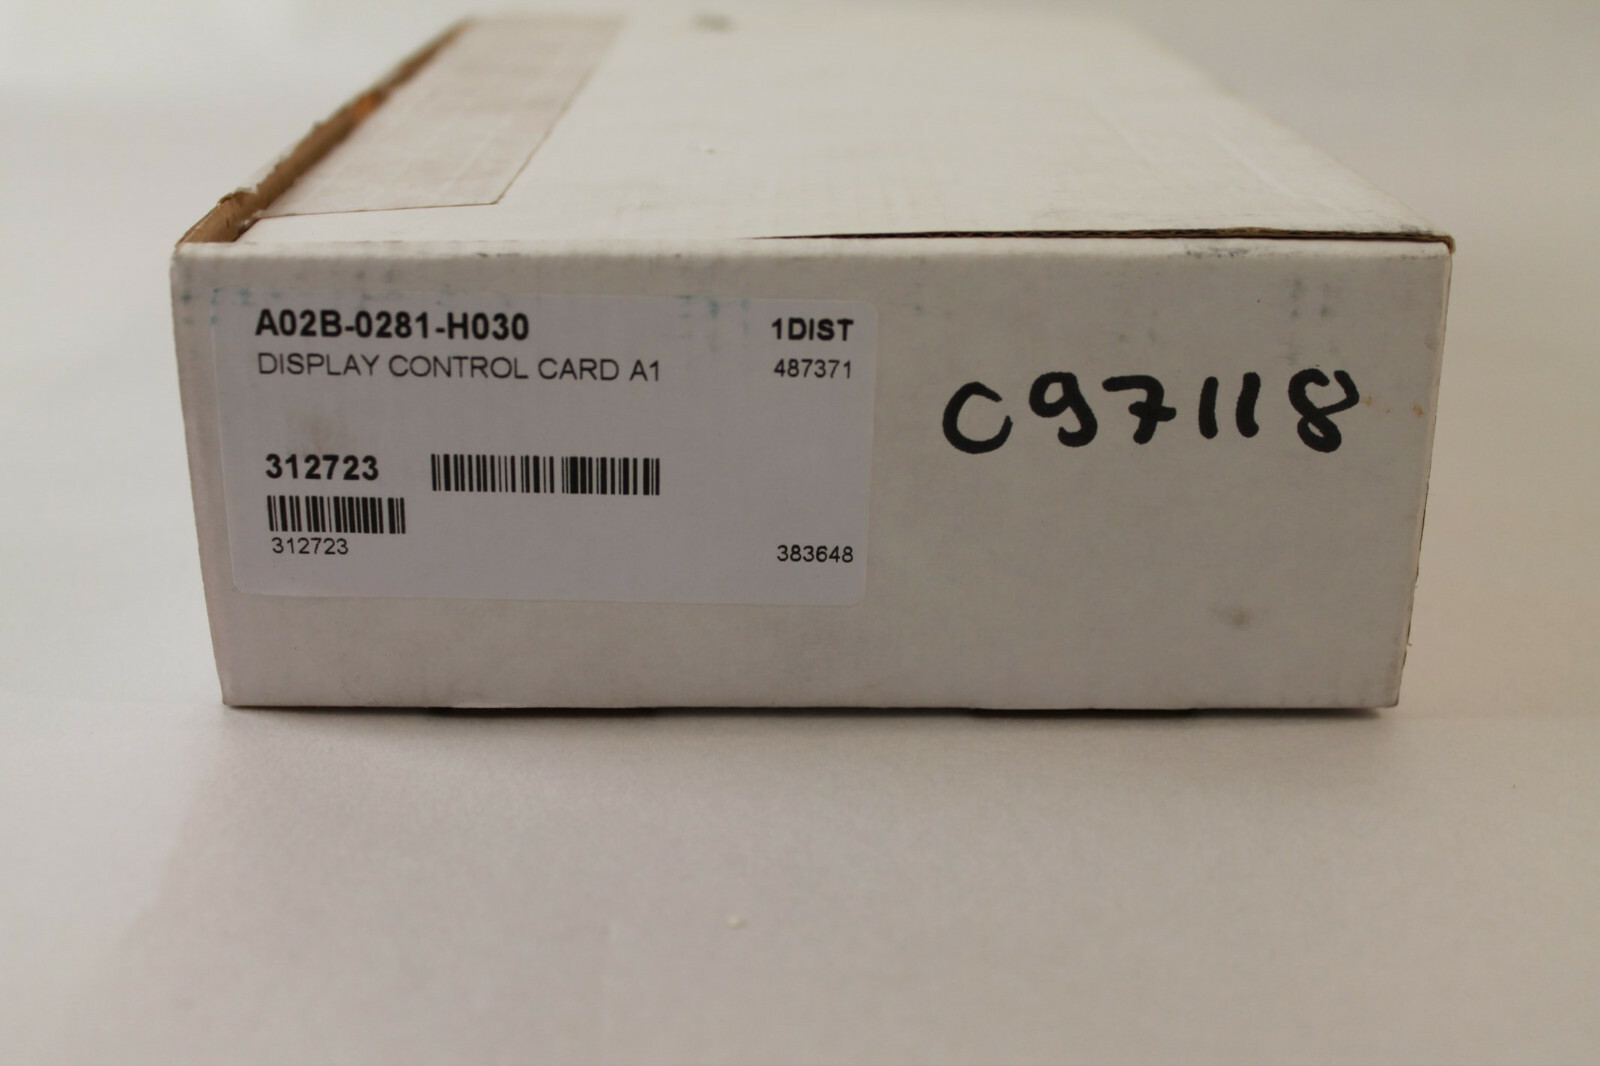 A02B-0281-H030 1DIST
DISPLAY CONTROL CARD A1 487371
C97118
312723
312723 383648